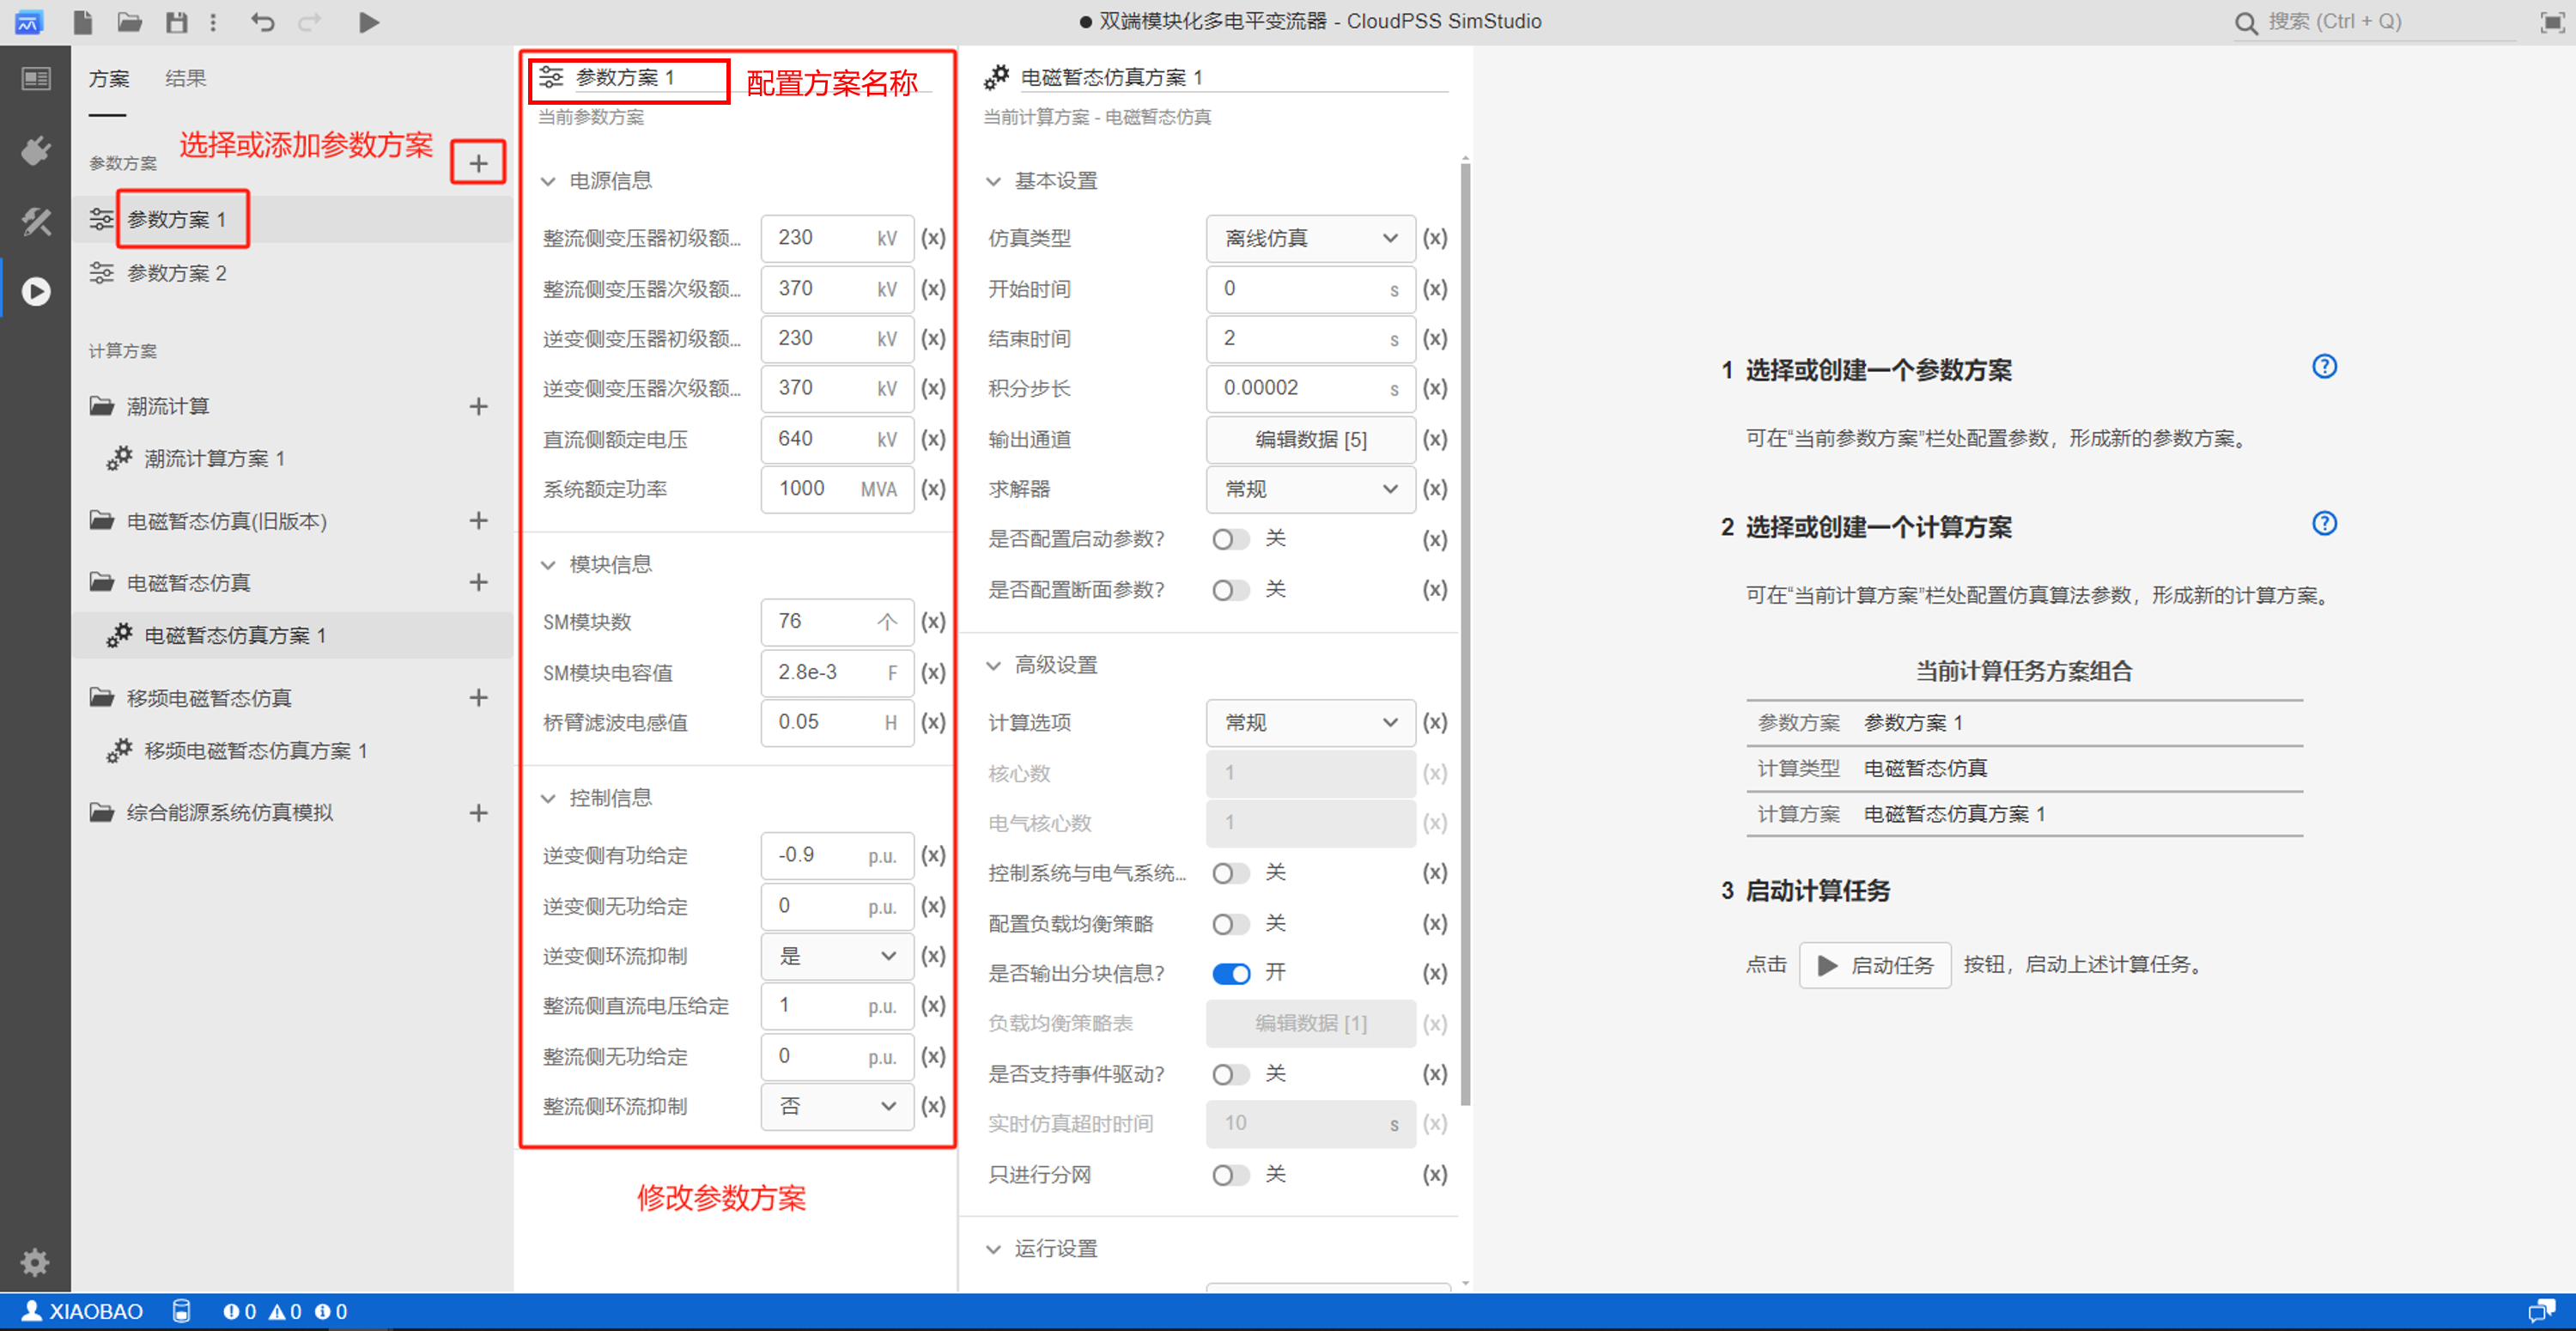 双端模块化多电平变流器 - CloudPSS SimStudio
搜索 (Ctrl + Q)
方案 结果
选择或添加参数方案
参数方案
参数方案 1
参数方案 2
计算方案
潮流计算
潮流计算方案 1
电磁暂态仿真(旧版本)
电磁暂态仿真
电磁暂态仿真方案 1
移频电磁暂态仿真
移频电磁暂态仿真方案 1
综合能源系统仿真模拟
参数方案 1 配置方案名称
当前参数方案
电源信息
整流侧变压器初级额... 230 kV (x)
整流侧变压器次级额... 370 kV (x)
逆变侧变压器初级额... 230 kV (x)
逆变侧变压器次级额... 370 kV (x)
直流侧额定电压 640 kV (x)
系统额定功率 1000 MVA (x)
模块信息
SM模块数 76 个 (x)
SM模块电容值 2.8e-3 F (x)
桥臂滤波电感值 0.05 H (x)
控制信息
逆变侧有功给定 -0.9 p.u. (x)
逆变侧无功给定 0 p.u. (x)
逆变侧环流抑制 是 (x)
整流侧直流电压给定 1 p.u. (x)
整流侧无功给定 0 p.u. (x)
整流侧环流抑制 否 (x)
修改参数方案
电磁暂态仿真方案 1
当前计算方案 - 电磁暂态仿真
基本设置
仿真类型 离线仿真 (x)
开始时间 0 s (x)
结束时间 2 s (x)
积分步长 0.00002 s (x)
输出通道 编辑数据 [5] (x)
求解器 常规 (x)
是否配置启动参数? 关 (x)
是否配置断面参数? 关 (x)
高级设置
计算选项 常规 (x)
核心数 1 (x)
电气核心数 1 (x)
控制系统与电气系统... 关 (x)
配置负载均衡策略 关 (x)
是否输出分块信息? 开 (x)
负载均衡策略表 编辑数据 [1] (x)
是否支持事件驱动? 关 (x)
实时仿真超时时间 10 s (x)
只进行分网 关 (x)
运行设置
1 选择或创建一个参数方案
可在“当前参数方案”栏处配置参数，形成新的参数方案。
2 选择或创建一个计算方案
可在“当前计算方案”栏处配置仿真算法参数，形成新的计算方案。
当前计算任务方案组合
参数方案 参数方案 1
计算类型 电磁暂态仿真
计算方案 电磁暂态仿真方案 1
3 启动计算任务
点击 启动任务 按钮，启动上述计算任务。
XIAOBAO 0 0 0